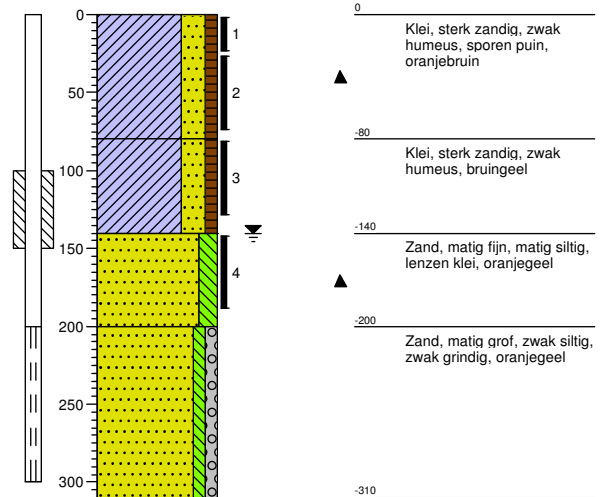 0
50
100
150
200
250
300
1
2
3
4
0
Klei, sterk zandig, zwak
humeus, sporen puin,
oranjebruin
-80
Klei, sterk zandig, zwak
humeus, bruingeel
-140
Zand, matig fijn, matig siltig,
lenzen klei, oranjegeel
-200
Zand, matig grof, zwak siltig,
zwak grindig, oranjegeel
-310